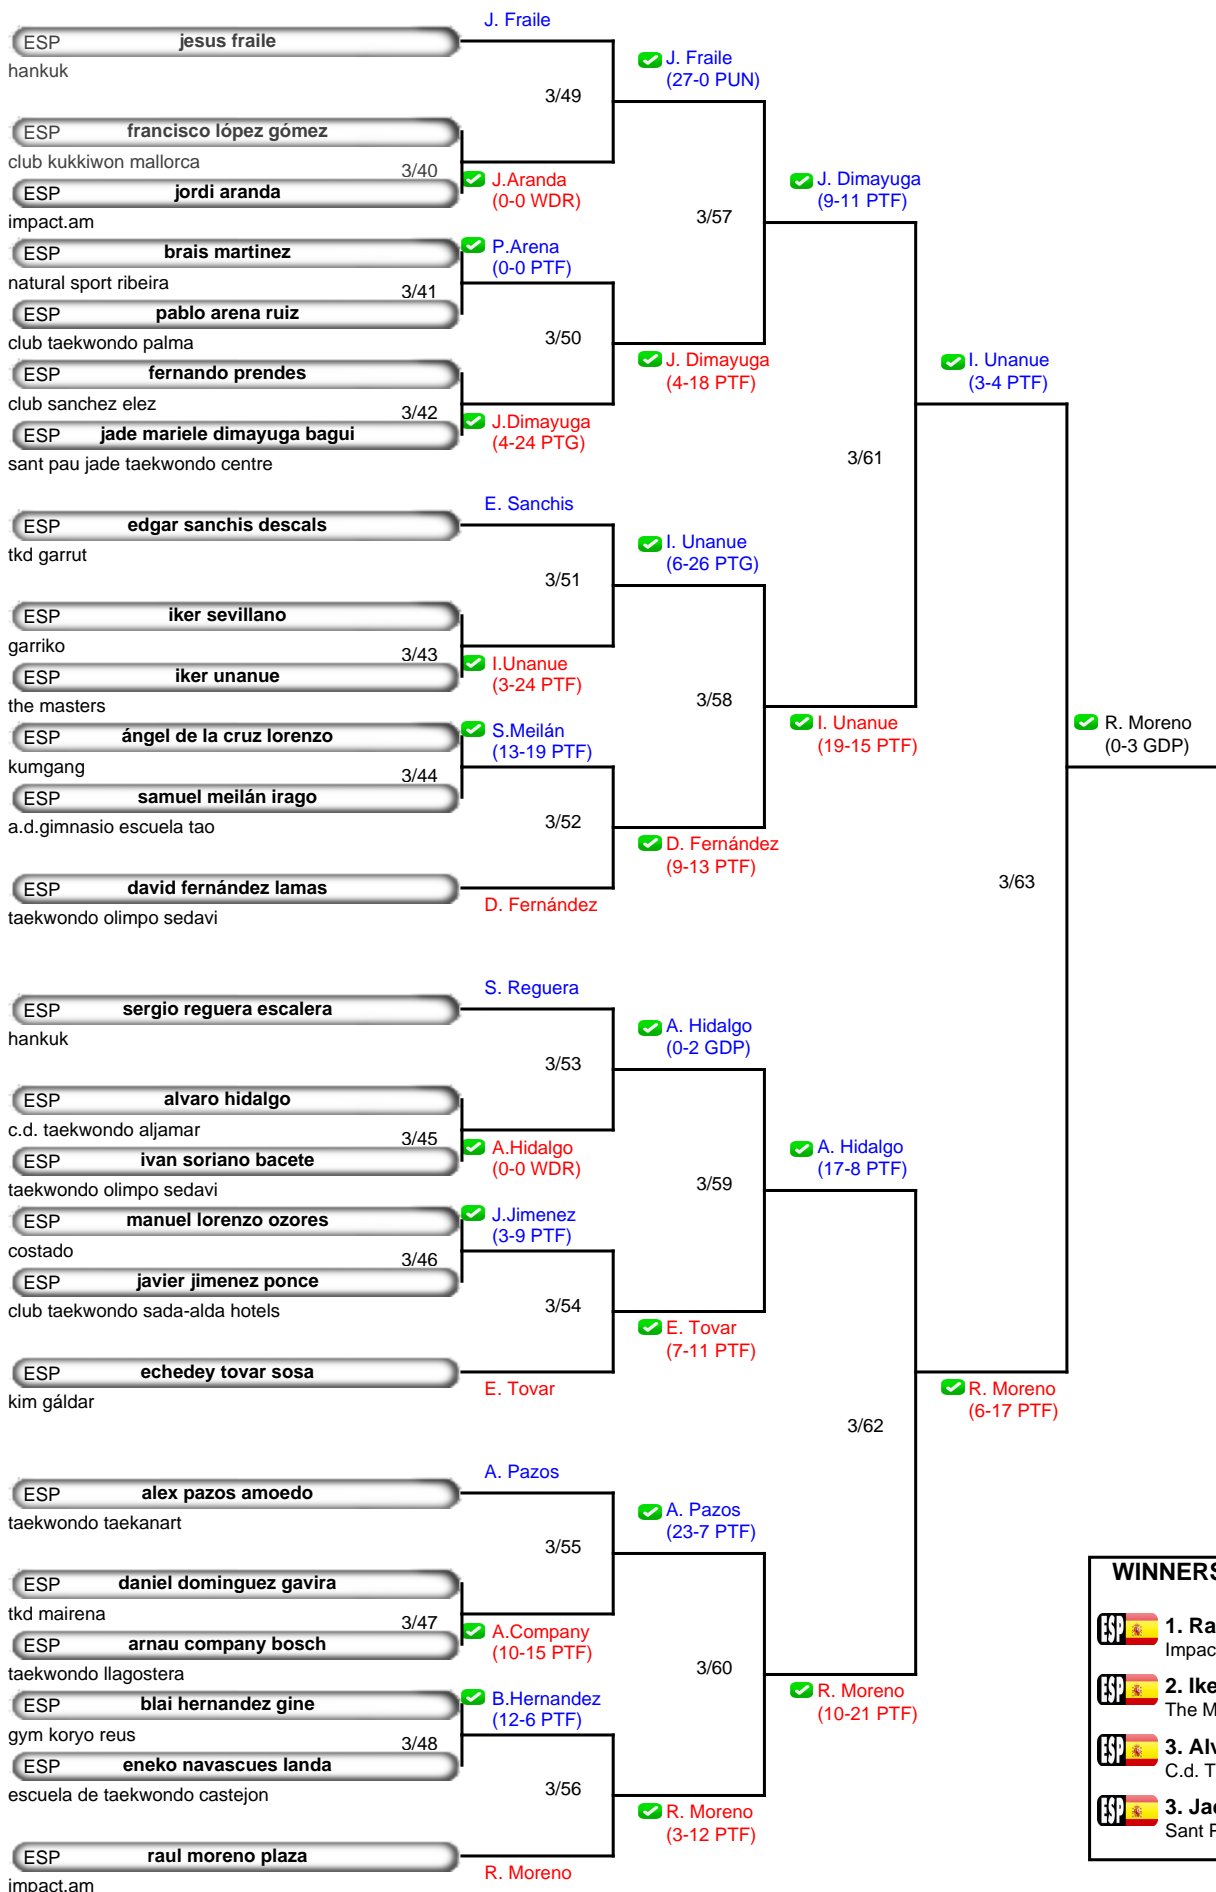 J. Fraile
ESP jesus fraile
hankuk
J. Fraile
(27-0 PUN)
3/49
ESP francisco lópez gómez
club kukkiwon mallorca
3/40
ESP jordi aranda
impact.am
J.Aranda
(0-0 WDR)
J. Dimayuga
(9-11 PTF)
3/57
ESP brais martinez
natural sport ribeira
P.Arena
(0-0 PTF)
3/41
ESP pablo arena ruiz
club taekwondo palma
3/50
ESP fernando prendes
club sanchez elez
J. Dimayuga
(4-18 PTF)
3/42
ESP jade mariele dimayuga bagui
sant pau jade taekwondo centre
J.Dimayuga
(4-24 PTG)
I. Unanue
(3-4 PTF)
3/61
E. Sanchis
ESP edgar sanchis descals
tkd garrut
I. Unanue
(6-26 PTG)
3/51
ESP iker sevillano
garriko
3/43
ESP iker unanue
the masters
I.Unanue
(3-24 PTF)
3/58
ESP ángel de la cruz lorenzo
kumgang
S.Meilán
(13-19 PTF)
I. Unanue
(19-15 PTF)
R. Moreno
(0-3 GDP)
3/44
ESP samuel meilán irago
a.d.gimnasio escuela tao
3/52
D. Fernández
(9-13 PTF)
ESP david fernández lamas
taekwondo olimpo sedavi
D. Fernández
3/63
S. Reguera
ESP sergio reguera escalera
hankuk
A. Hidalgo
(0-2 GDP)
3/53
ESP alvaro hidalgo
c.d. taekwondo aljamar
3/45
ESP ivan soriano bacete
taekwondo olimpo sedavi
A.Hidalgo
(0-0 WDR)
A. Hidalgo
(17-8 PTF)
3/59
ESP manuel lorenzo ozores
costado
J.Jimenez
(3-9 PTF)
3/46
ESP javier jimenez ponce
club taekwondo sada-alda hotels
3/54
E. Tovar
(7-11 PTF)
ESP echedey tovar sosa
kim gáldar
E. Tovar
R. Moreno
(6-17 PTF)
3/62
A. Pazos
ESP alex pazos amoedo
taekwondo taekanart
A. Pazos
(23-7 PTF)
3/55
ESP daniel dominguez gavira
tkd mairena
3/47
ESP arnau company bosch
taekwondo llagostera
A.Company
(10-15 PTF)
3/60
ESP blai hernandez gine
gym koryo reus
B.Hernandez
(12-6 PTF)
R. Moreno
(10-21 PTF)
3/48
ESP eneko navascues landa
escuela de taekwondo castejon
3/56
R. Moreno
(3-12 PTF)
ESP raul moreno plaza
impact.am
R. Moreno
WINNERS
ESP 1. Ra
Impac
ESP 2. Ike
The M
ESP 3. Alv
C.d. T
ESP 3. Jad
Sant P